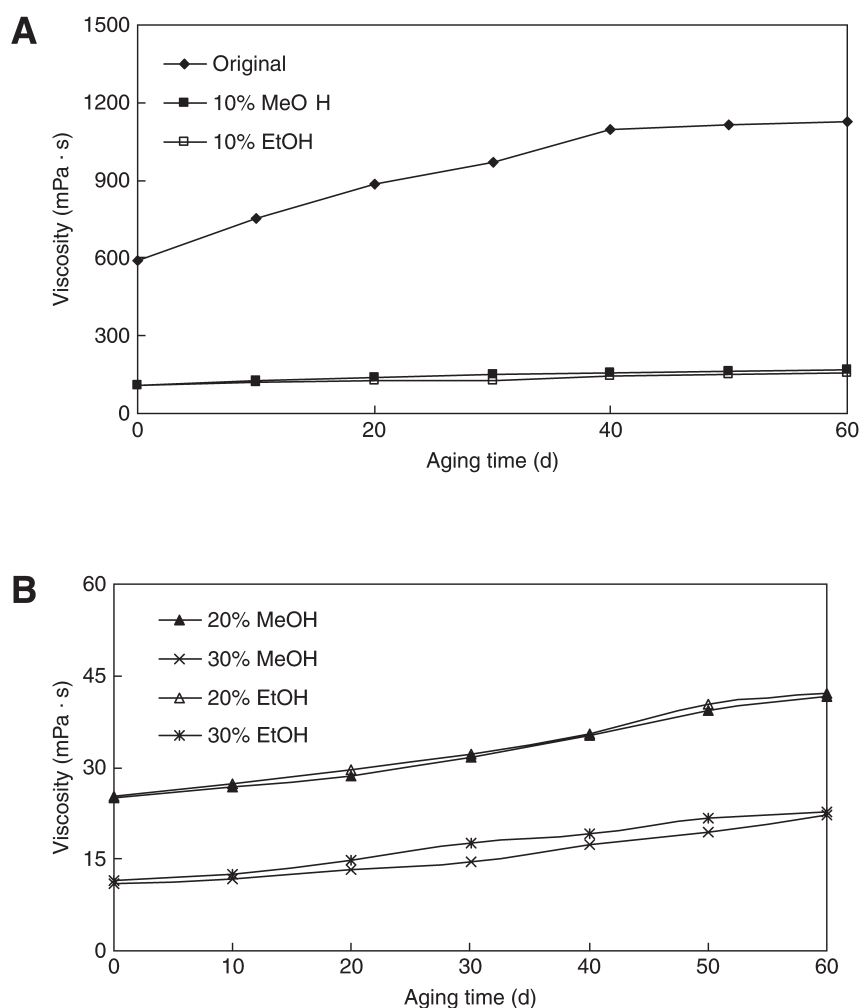 A
1500
1200
900
600
300
0
Viscosity (mPa · s)
Original
10% MeO H
10% EtOH
0 20 40 60
Aging time (d)
B
60
45
30
15
0
Viscosity (mPa · s)
20% MeOH
30% MeOH
20% EtOH
30% EtOH
0 10 20 30 40 50 60
Aging time (d)